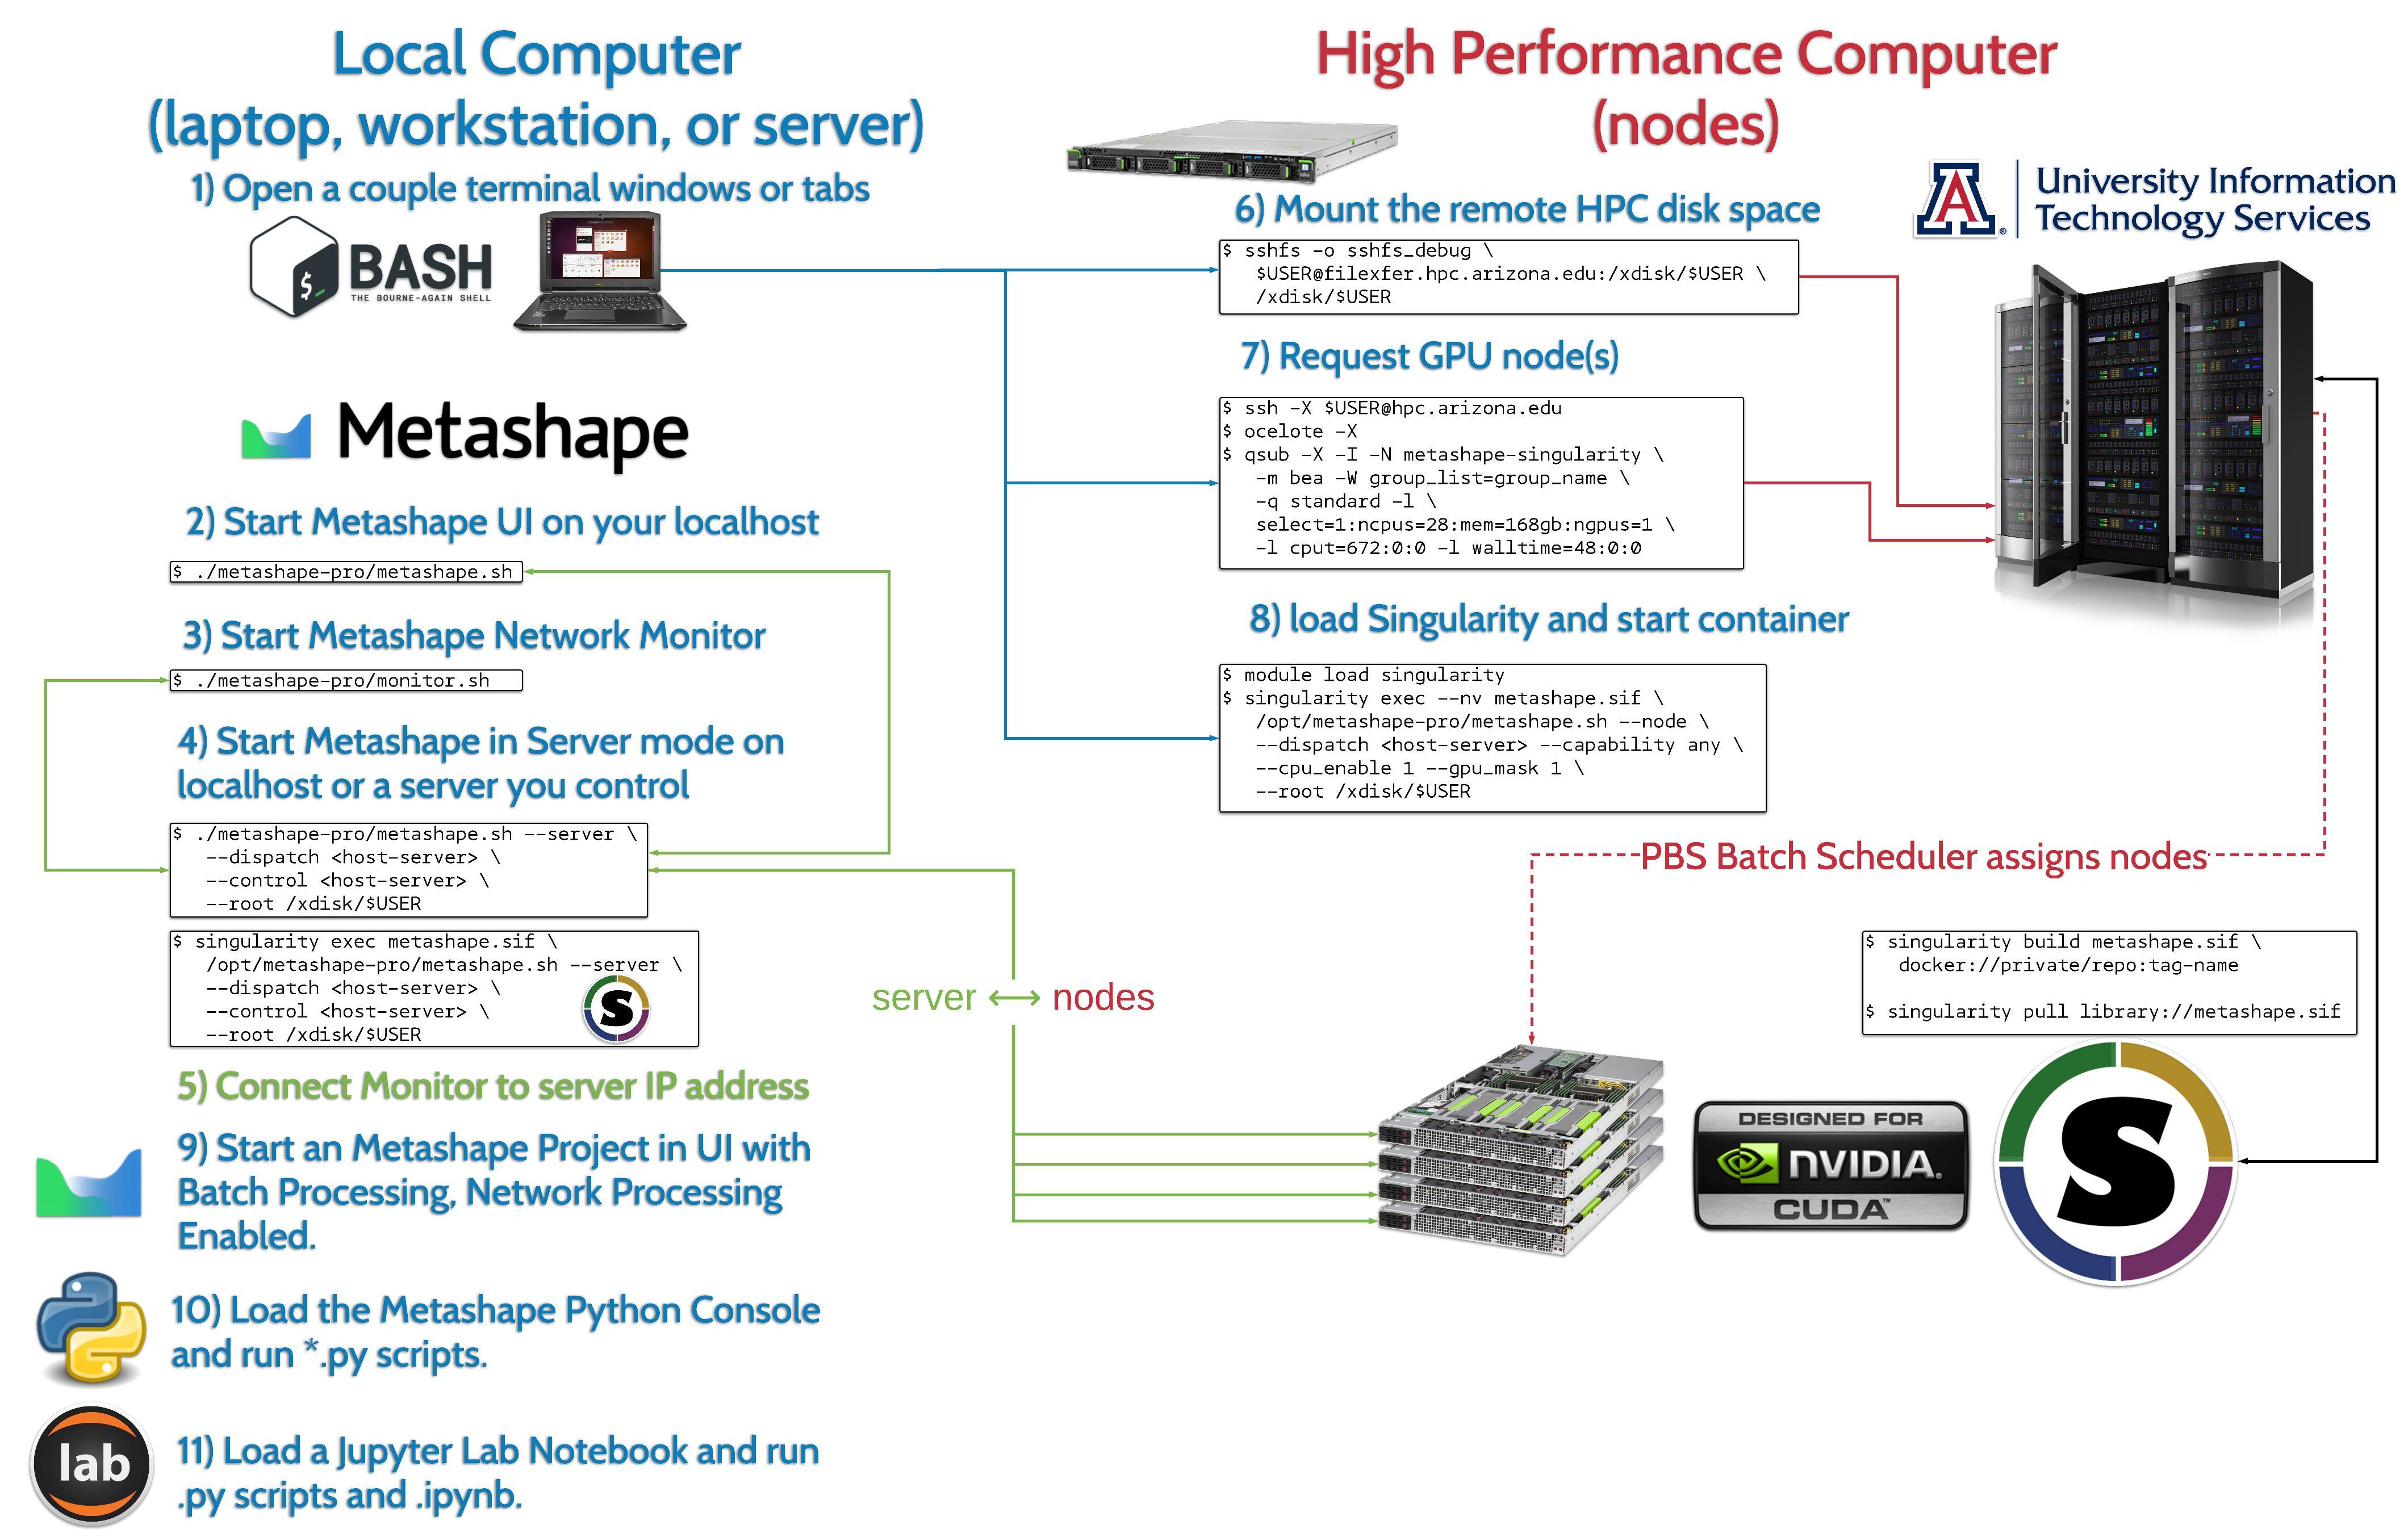 Local Computer
(laptop, workstation, or server)
1) Open a couple terminal windows or tabs
$_
BASH
THE BOURNE-AGAIN SHELL
Metashape
2) Start Metashape UI on your localhost
$ ./metashape-pro/metashape.sh
3) Start Metashape Network Monitor
$ ./metashape-pro/monitor.sh
4) Start Metashape in Server mode on
localhost or a server you control
$ ./metashape-pro/metashape.sh --server \
--dispatch <host-server> \
--control <host-server> \
--root /xdisk/$USER
$ singularity exec metashape.sif \
/opt/metashape-pro/metashape.sh --server \
--dispatch <host-server> \
--control <host-server> \
--root /xdisk/$USER
S
5) Connect Monitor to server IP address
9) Start an Metashape Project in UI with
Batch Processing, Network Processing
Enabled.
10) Load the Metashape Python Console
and run *.py scripts.
lab
11) Load a Jupyter Lab Notebook and run
.py scripts and .ipynb.
server ⟷ nodes
High Performance Computer
(nodes)
A
®
University Information
Technology Services
6) Mount the remote HPC disk space
$ sshfs -o sshfs_debug \
$USER@filexfer.hpc.arizona.edu:/xdisk/$USER \
/xdisk/$USER
7) Request GPU node(s)
$ ssh -X $USER@hpc.arizona.edu
$ ocelote -X
$ qsub -X -I -N metashape-singularity \
-m bea -W group_list=group_name \
-q standard -l \
select=1:ncpus=28:mem=168gb:ngpus=1 \
-l cput=672:0:0 -l walltime=48:0:0
8) load Singularity and start container
$ module load singularity
$ singularity exec --nv metashape.sif \
/opt/metashape-pro/metashape.sh --node \
--dispatch <host-server> --capability any \
--cpu_enable 1 --gpu_mask 1 \
--root /xdisk/$USER
PBS Batch Scheduler assigns nodes
$ singularity build metashape.sif \
docker://private/repo:tag-name
$ singularity pull library://metashape.sif
DESIGNED FOR
NVIDIA®
CUDA™
S